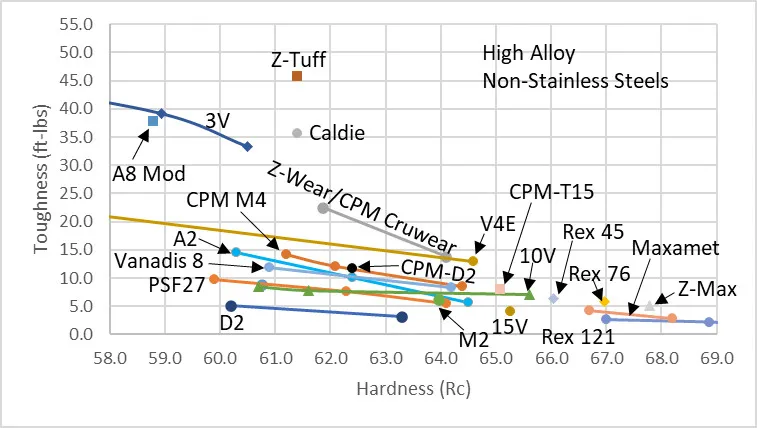 55.0
50.0
45.0
40.0
35.0
30.0
25.0
20.0
15.0
10.0
5.0
0.0
Toughness (ft-lbs)
High Alloy
Non-Stainless Steels
Z-Tuff
3V
Caldie
A8 Mod
Z-Wear/CPM Cruwear
CPM M4
CPM-T15
V4E
Rex 45
A2
Vanadis 8
CPM-D2
10V
Maxamet
PSF27
Rex 76
Z-Max
D2
M2
15V
Rex 121
58.0 59.0 60.0 61.0 62.0 63.0 64.0 65.0 66.0 67.0 68.0 69.0
Hardness (Rc)